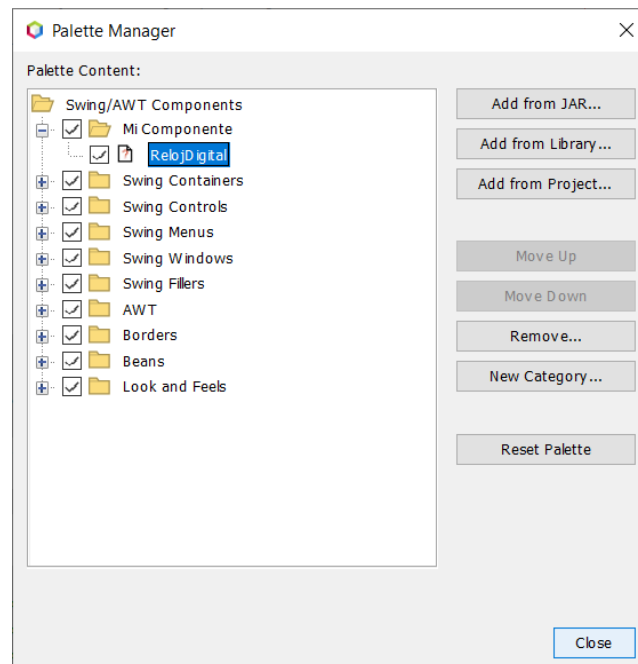 Palette Manager
Palette Content:
Swing/AWT Components
Mi Componente
RelojDigital
Swing Containers
Swing Controls
Swing Menus
Swing Windows
Swing Fillers
AWT
Borders
Beans
Look and Feels
Add from JAR...
Add from Library...
Add from Project...
Move Up
Move Down
Remove...
New Category...
Reset Palette
Close